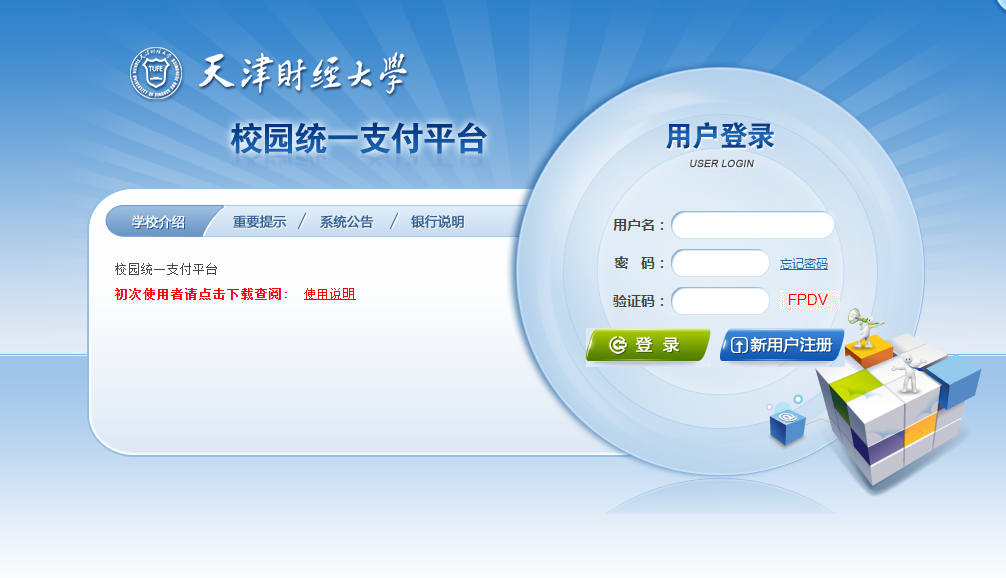 TUFE
天津财经大學
校园统一支付平台
用户登录
USER LOGIN
学校介绍 / 重要提示 / 系统公告 / 银行说明
校园统一支付平台
初次使用者请点击下载查阅： 使用说明
用户名：
密 码： 忘记密码
验证码： FPDV
登 录 新用户注册
@